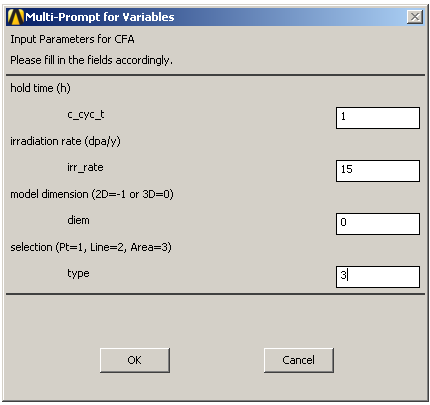 Multi-Prompt for Variables
Input Parameters for CFA
Please fill in the fields accordingly.
hold time (h)
c_cyc_t 1
irradiation rate (dpa/y)
irr_rate 15
model dimension (2D=-1 or 3D=0)
diem 0
selection (Pt=1, Line=2, Area=3)
type 3
OK Cancel